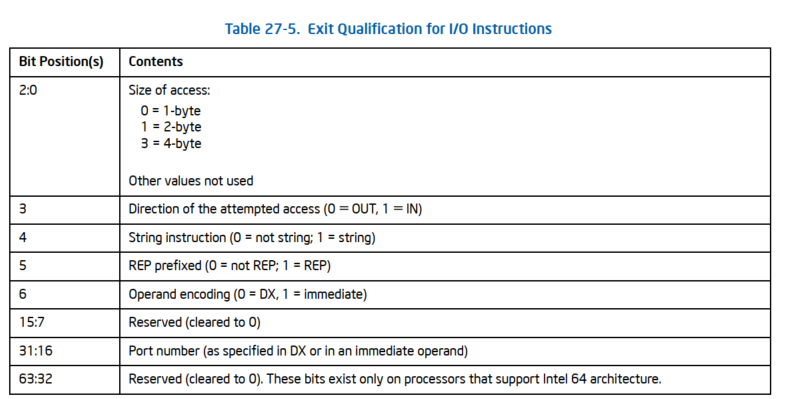 Table 27-5. Exit Qualification for I/O Instructions
Bit Position(s) Contents
2:0 Size of access:
0 = 1-byte
1 = 2-byte
3 = 4-byte
Other values not used
3 Direction of the attempted access (0 = OUT, 1 = IN)
4 String instruction (0 = not string; 1 = string)
5 REP prefixed (0 = not REP; 1 = REP)
6 Operand encoding (0 = DX, 1 = immediate)
15:7 Reserved (cleared to 0)
31:16 Port number (as specified in DX or in an immediate operand)
63:32 Reserved (cleared to 0). These bits exist only on processors that support Intel 64 architecture.